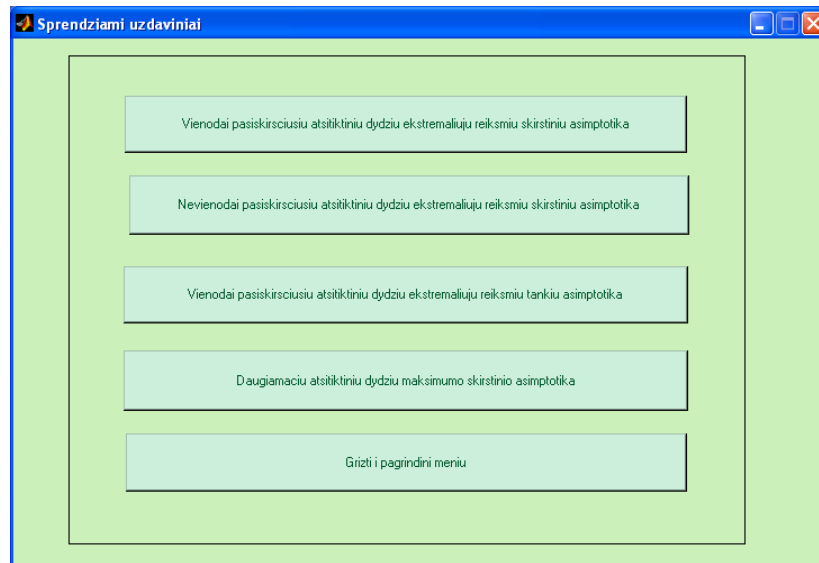 Sprendziami uzdaviniai
Vienodai pasiskirsciusiu atsitiktiniu dydziu ekstremaliuju reiksmiu skirstiniu asimptotika
Nevienodai pasiskirsciusiu atsitiktiniu dydziu ekstremaliuju reiksmiu skirstiniu asimptotika
Vienodai pasiskirsciusiu atsitiktiniu dydziu ekstremaliuju reiksmiu tankiu asimptotika
Daugiamaciu atsitiktiniu dydziu maksimumo skirstinio asimptotika
Grizti i pagrindini meniu